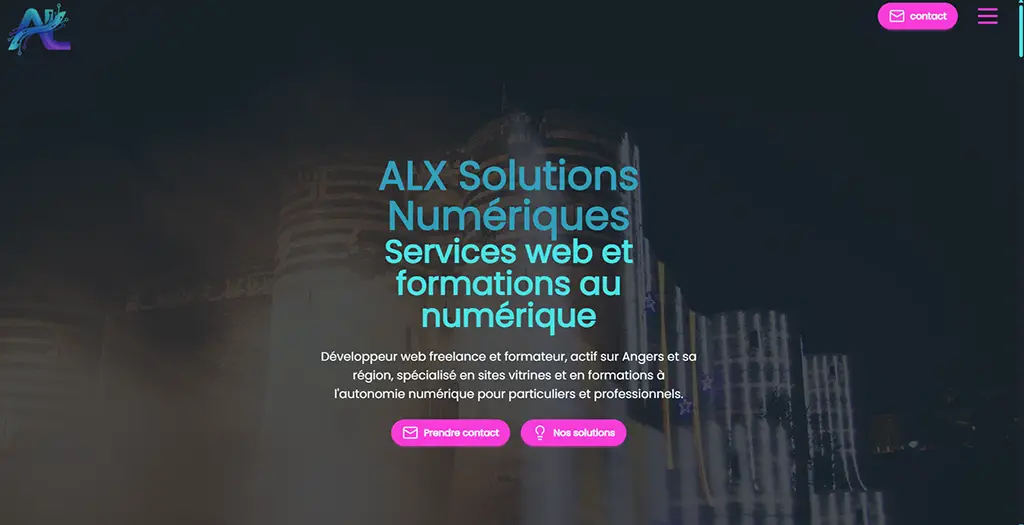 AL
contact
ALX Solutions
Numériques
Services web et
formations au
numérique
Développeur web freelance et formateur, actif sur Angers et sa
région, spécialisé en sites vitrines et en formations à
l'autonomie numérique pour particuliers et professionnels.
Prendre contact
Nos solutions